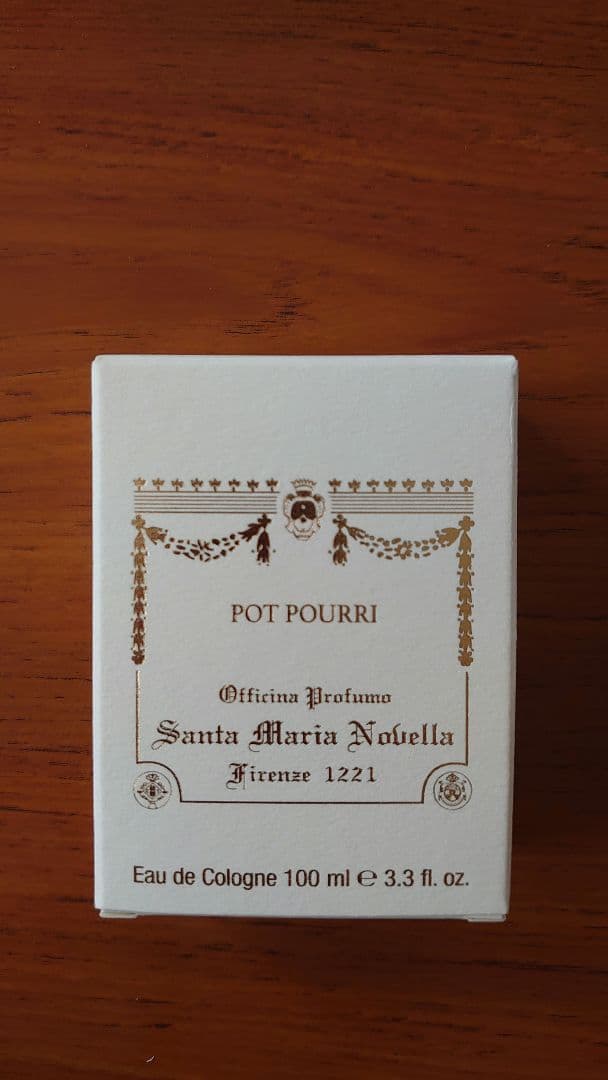 POT POURRI
Officina Profumo
Santa Maria Novella
Firenze 1221
Eau de Cologne 100 ml ℮ 3.3 fl. oz.